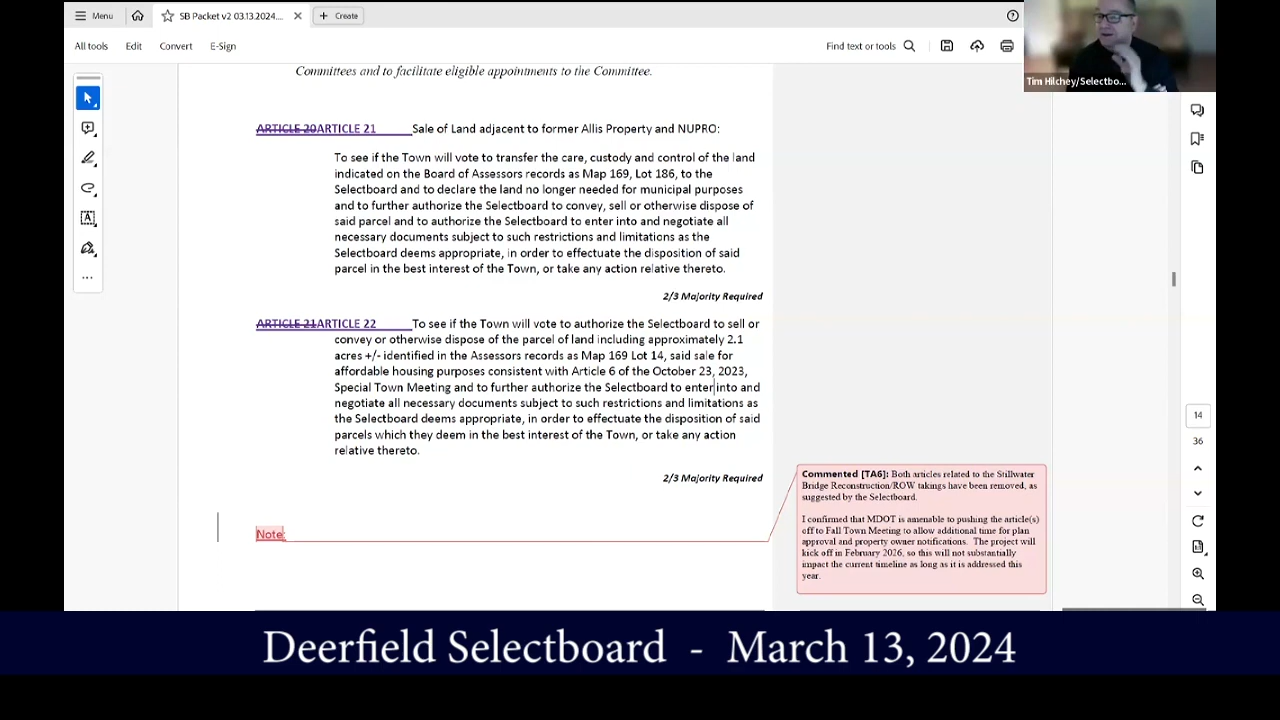 Menu
SB Packet v2 03.13.2024...
Create
All tools
Edit
Convert
E-Sign
Find text or tools
Tim Hilchey/Selectbo...
Committees and to facilitate eligible appointments to the Committee.
ARTICLE 20ARTICLE 21 Sale of Land adjacent to former Allis Property and NUPRO:
To see if the Town will vote to transfer the care, custody and control of the land
indicated on the Board of Assessors records as Map 169, Lot 186, to the
Selectboard and to declare the land no longer needed for municipal purposes
and to further authorize the Selectboard to convey, sell or otherwise dispose of
said parcel and to authorize the Selectboard to enter into and negotiate all
necessary documents subject to such restrictions and limitations as the
Selectboard deems appropriate, in order to effectuate the disposition of said
parcel in the best interest of the Town, or take any action relative thereto.
2/3 Majority Required
ARTICLE 21ARTICLE 22 To see if the Town will vote to authorize the Selectboard to sell or
convey or otherwise dispose of the parcel of land including approximately 2.1
acres +/- identified in the Assessors records as Map 169 Lot 14, said sale for
affordable housing purposes consistent with Article 6 of the October 23, 2023,
Special Town Meeting and to further authorize the Selectboard to enter into and
negotiate all necessary documents subject to such restrictions and limitations as
the Selectboard deems appropriate, in order to effectuate the disposition of said
parcels which they deem in the best interest of the Town, or take any action
relative thereto.
2/3 Majority Required
Note:
Commented [TA6]: Both articles related to the Stillwater
Bridge Reconstruction/ROW takings have been removed, as
suggested by the Selectboard.
I confirmed that MDOT is amenable to pushing the article(s)
off to Fall Town Meeting to allow additional time for plan
approval and property owner notifications. The project will
kick off in February 2026, so this will not substantially
impact the current timeline as long as it is addressed this
year.
14
36
Deerfield Selectboard - March 13, 2024